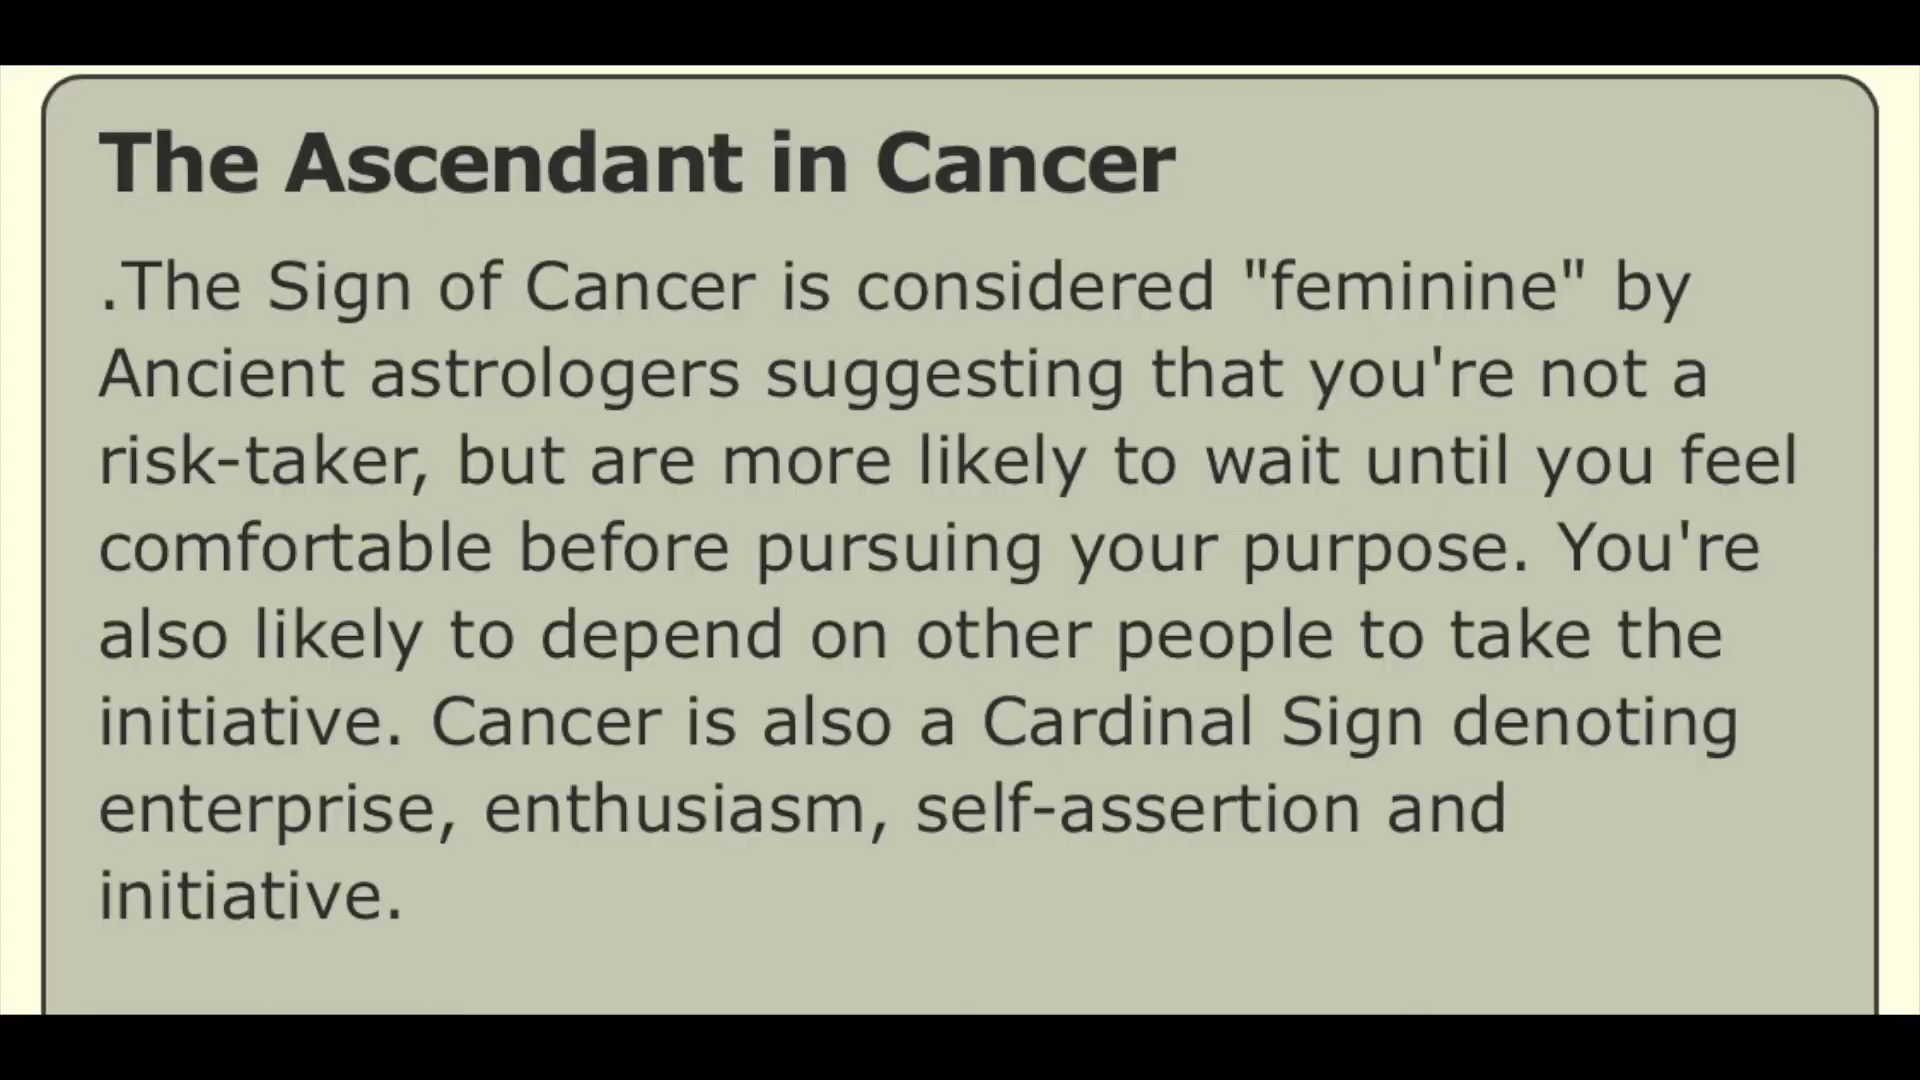 The Ascendant in Cancer
.The Sign of Cancer is considered "feminine" by
Ancient astrologers suggesting that you're not a
risk-taker, but are more likely to wait until you feel
comfortable before pursuing your purpose. You're
also likely to depend on other people to take the
initiative. Cancer is also a Cardinal Sign denoting
enterprise, enthusiasm, self-assertion and
initiative.